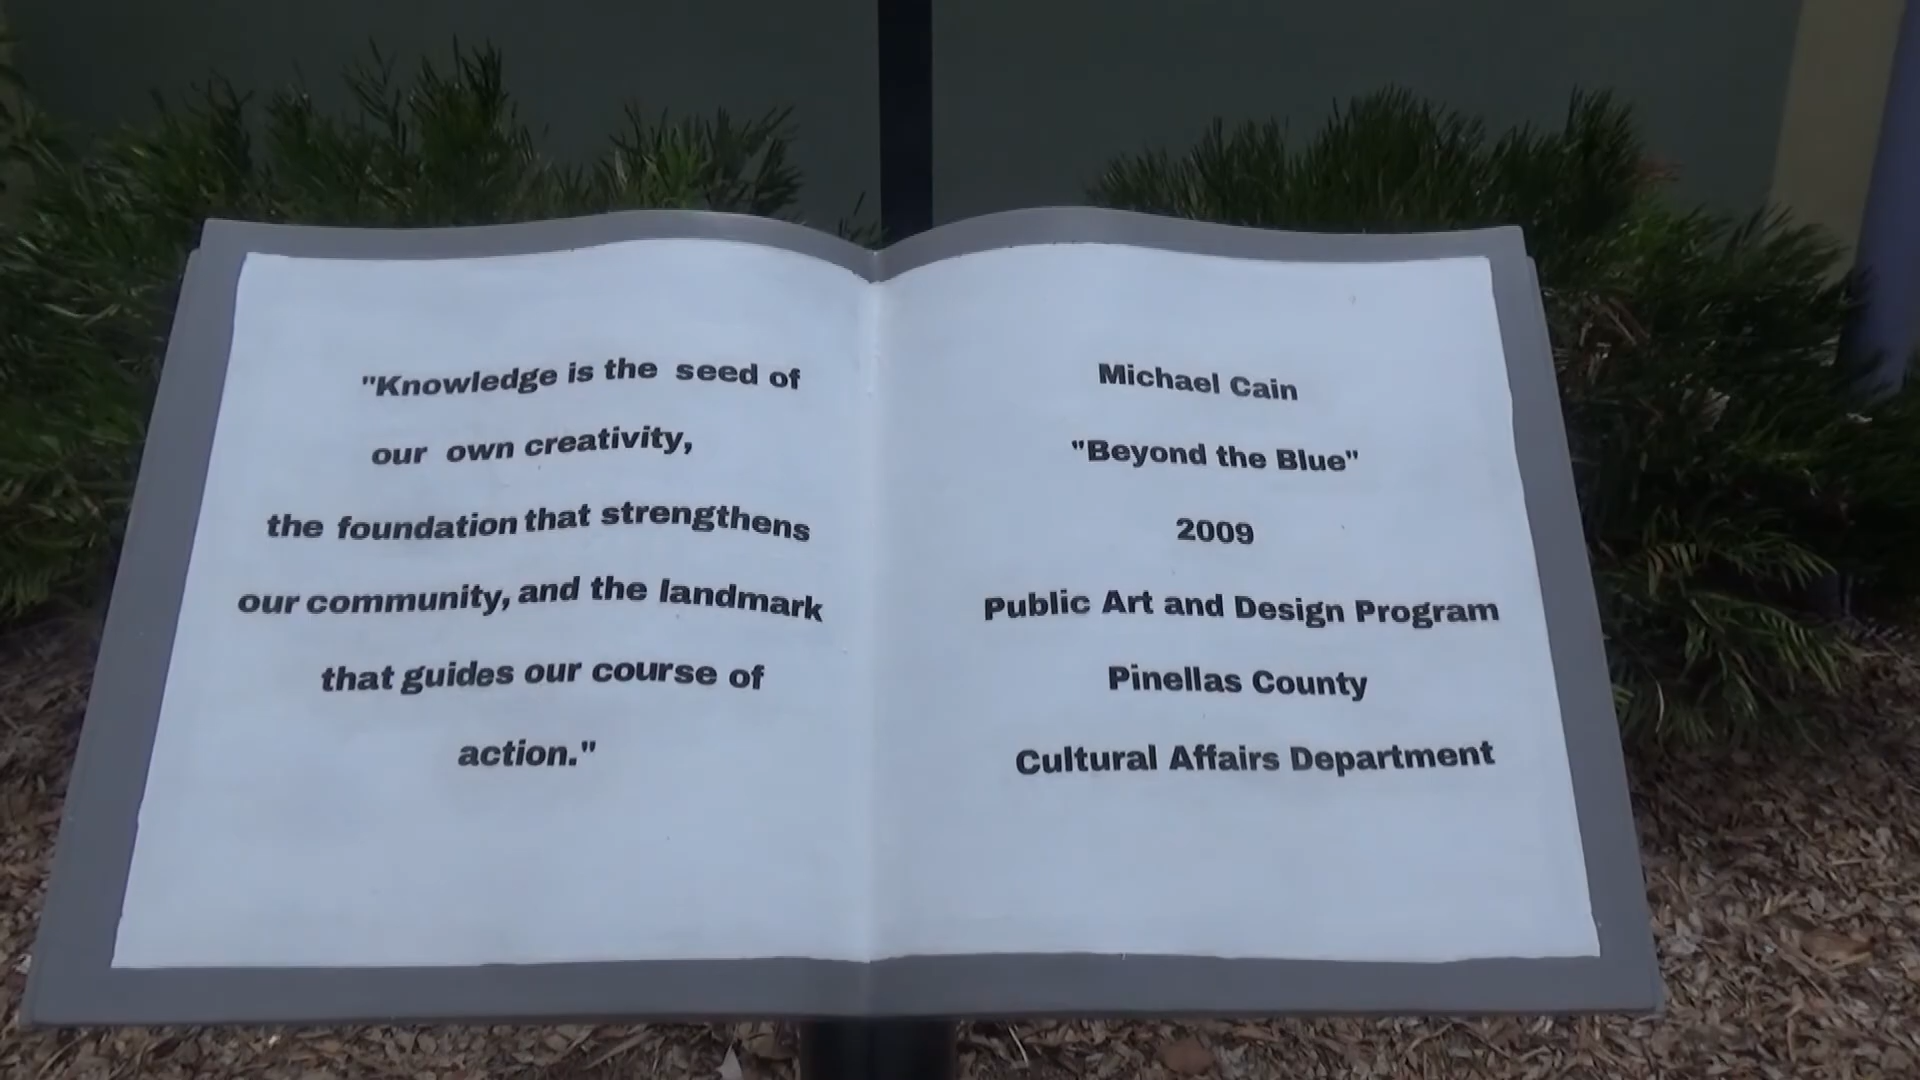 "Knowledge is the seed of
our own creativity,
the foundation that strengthens
our community, and the landmark
that guides our course of
action."
Michael Cain
"Beyond the Blue"
2009
Public Art and Design Program
Pinellas County
Cultural Affairs Department